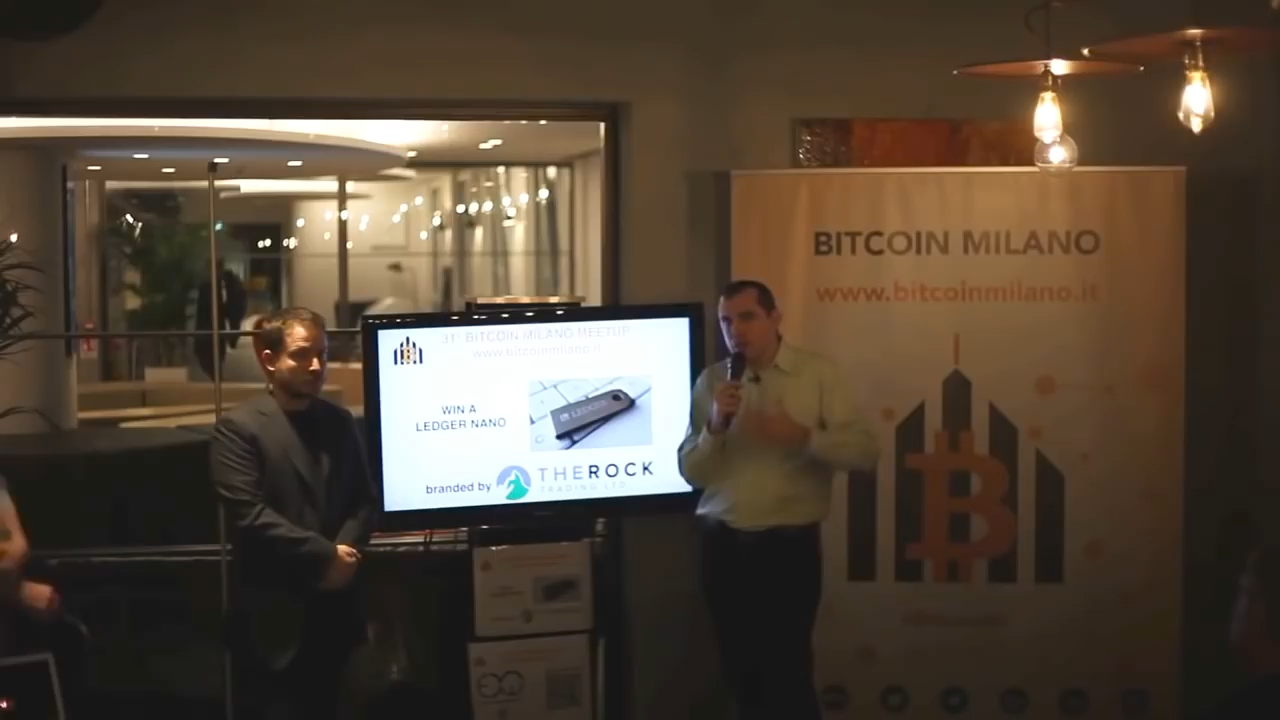 31° BITCOIN MILANO MEETUP
www.bitcoinmilano.it
WIN A
LEDGER NANO
LEDGER
branded by
THEROCK
TRADING LTD
BITCOIN MILANO
www.bitcoinmilano.it